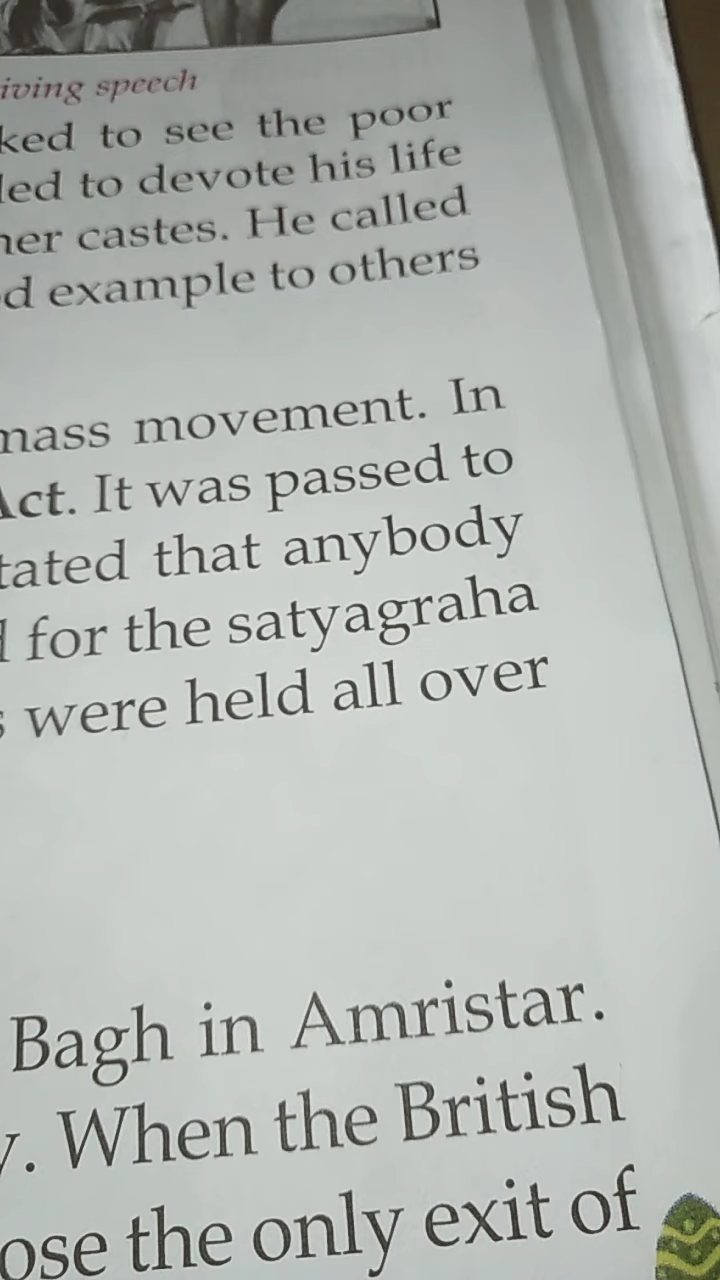 iving speech
ked to see the poor
led to devote his life
her castes. He called
d example to others
mass movement. In
Act. It was passed to
tated that anybody
for the satyagraha
s were held all over
Bagh in Amristar.
y. When the British
ose the only exit of